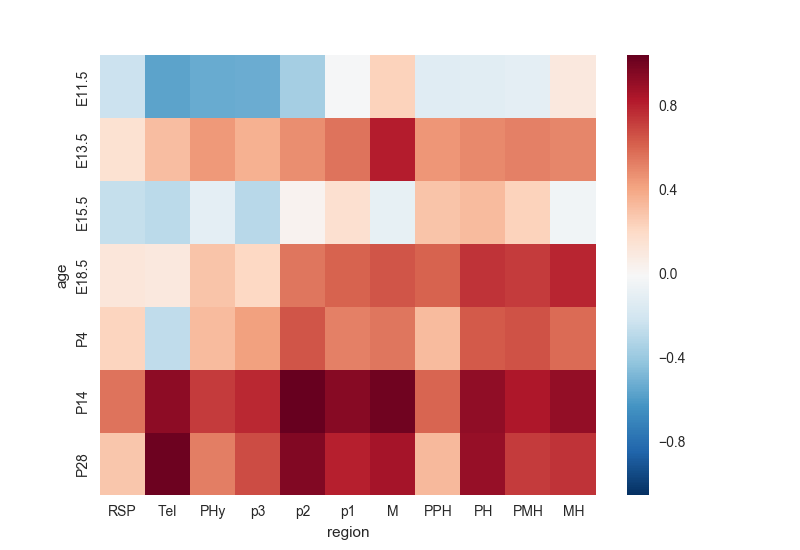 E11.5
E13.5
E15.5
E18.5
P4
P14
P28
age
RSP Tel PHy p3 p2 p1 M PPH PH PMH MH
region
0.8
0.4
0.0
−0.4
−0.8